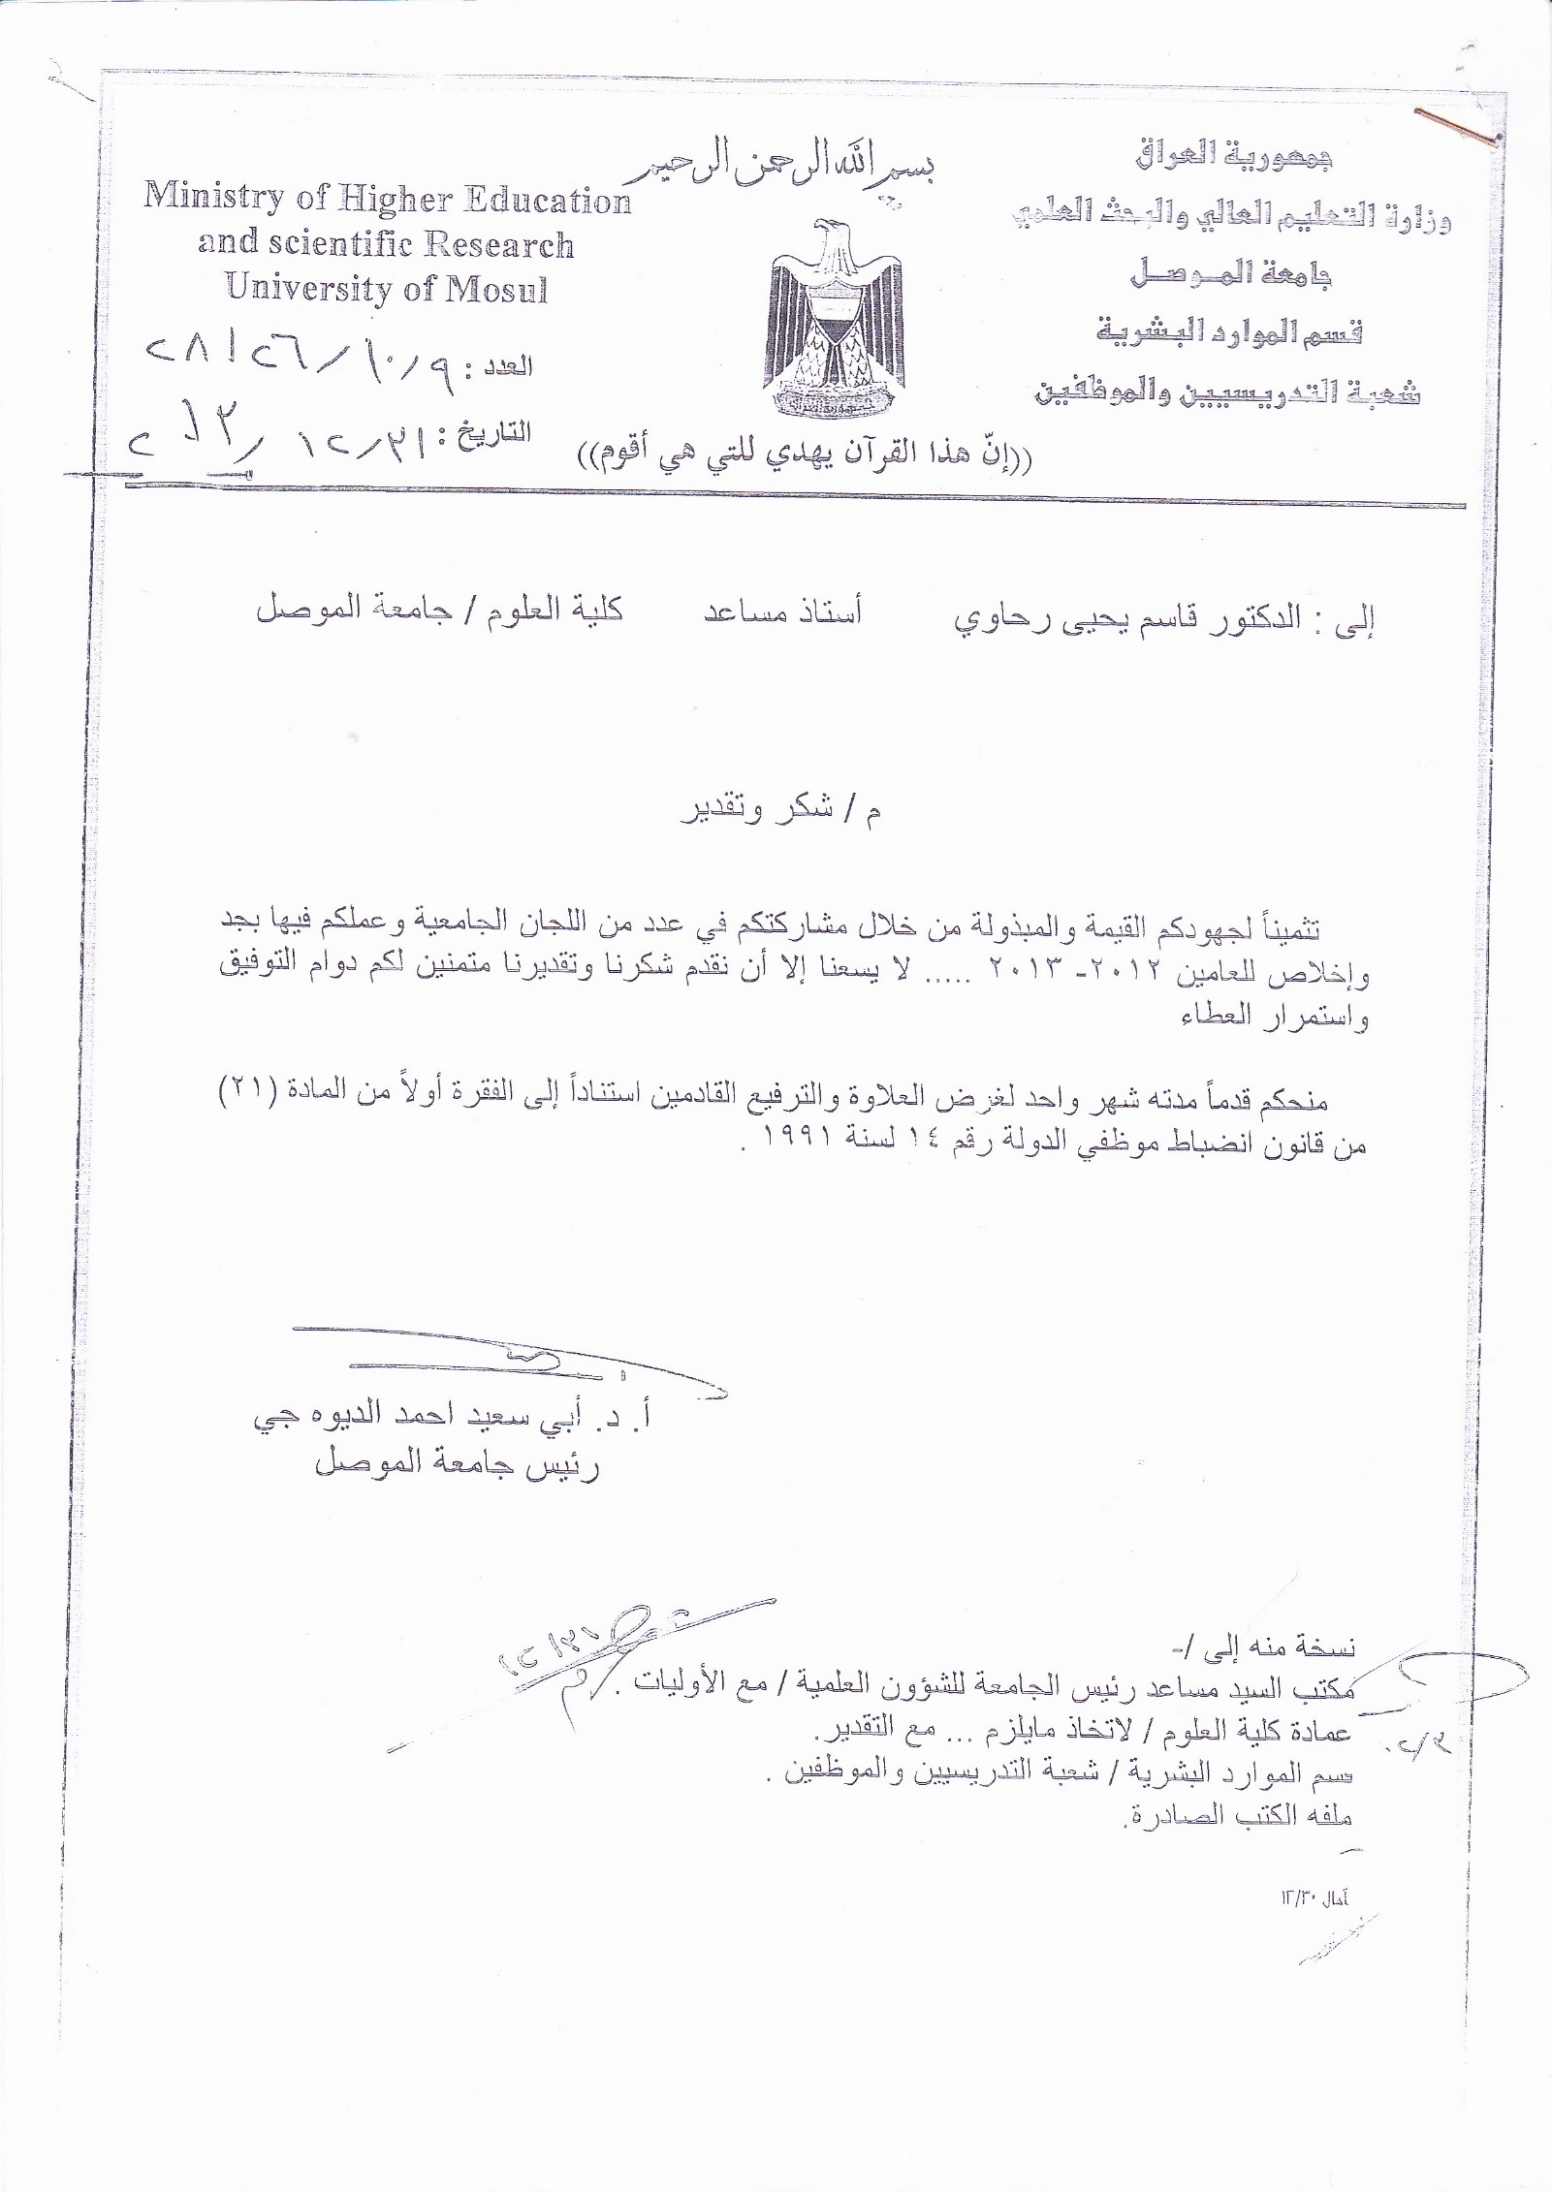 بسم الله الرحمن الرحيم
جمهورية العراق
وزارة التعليم العالي والبحث العلمي
جامعة الموصل
قسم الموارد البشرية
شعبة التدريسيين والموظفين
Ministry of Higher Education
and scientific Research
University of Mosul
العدد : ٩/١٠/
التاريخ : ٣١/١٢/٢٠١٣
((إنّ هذا القرآن يهدي للتي هي أقوم))
إلى : الدكتور قاسم يحيى رحاوي أستاذ مساعد كلية العلوم / جامعة الموصل
م / شكر وتقدير
تثميناً لجهودكم القيمة والمبذولة من خلال مشاركتكم في عدد من اللجان الجامعية وعملكم فيها بجد
وإخلاص للعامين ٢٠١٢- ٢٠١٣ ..... لا يسعنا إلا أن نقدم شكرنا وتقديرنا متمنين لكم دوام التوفيق
واستمرار العطاء
منحكم قدماً مدته شهر واحد لغرض العلاوة والترفيع القادمين استناداً إلى الفقرة أولاً من المادة (٢١)
من قانون انضباط موظفي الدولة رقم ١٤ لسنة ١٩٩١ .
أ. د. أبي سعيد احمد الديوه جي
رئيس جامعة الموصل
نسخة منه إلى /-
مكتب السيد مساعد رئيس الجامعة للشؤون العلمية / مع الأوليات .
عمادة كلية العلوم / لاتخاذ مايلزم ... مع التقدير.
قسم الموارد البشرية / شعبة التدريسيين والموظفين .
ملفه الكتب الصادرة.
آمال ١٢/٣٠